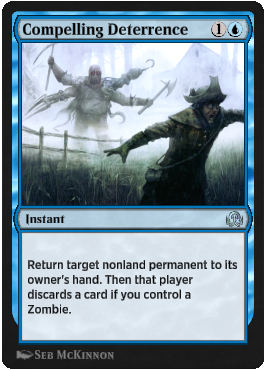 Compelling Deterrence 1
Instant
Return target nonland permanent to its
owner's hand. Then that player
discards a card if you control a
Zombie.
Seb McKinnon